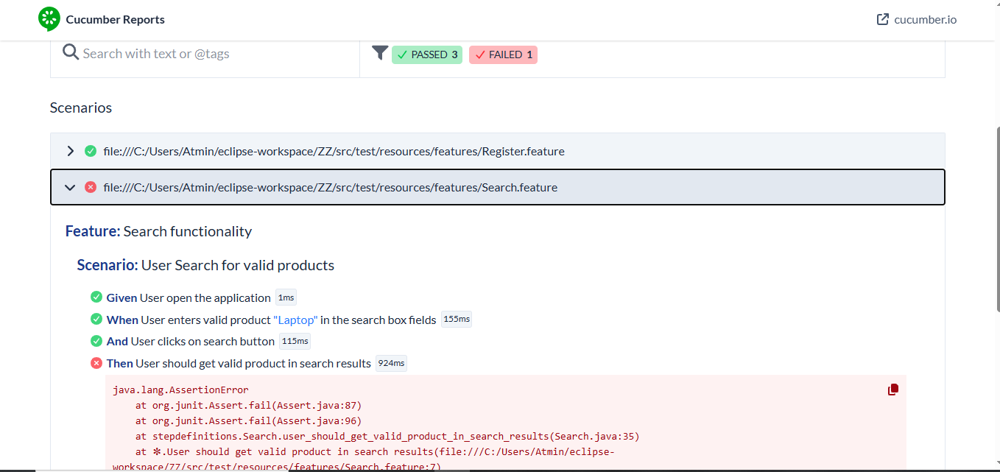 Cucumber Reports
cucumber.io
Search with text or @tags
PASSED 3
FAILED 1
Scenarios
file:///C:/Users/Atmin/eclipse-workspace/ZZ/src/test/resources/features/Register.feature
file:///C:/Users/Atmin/eclipse-workspace/ZZ/src/test/resources/features/Search.feature
Feature: Search functionality
Scenario: User Search for valid products
Given User open the application 1ms
When User enters valid product "Laptop" in the search box fields 155ms
And User clicks on search button 115ms
Then User should get valid product in search results 924ms
java.lang.AssertionError
at org.junit.Assert.fail(Assert.java:87)
at org.junit.Assert.fail(Assert.java:96)
at stepdefinitions.Search.user_should_get_valid_product_in_search_results(Search.java:35)
at ✽.User should get valid product in search results(file:///C:/Users/Atmin/eclipse-
workspace/ZZ/src/test/resources/features/Search.feature:7)